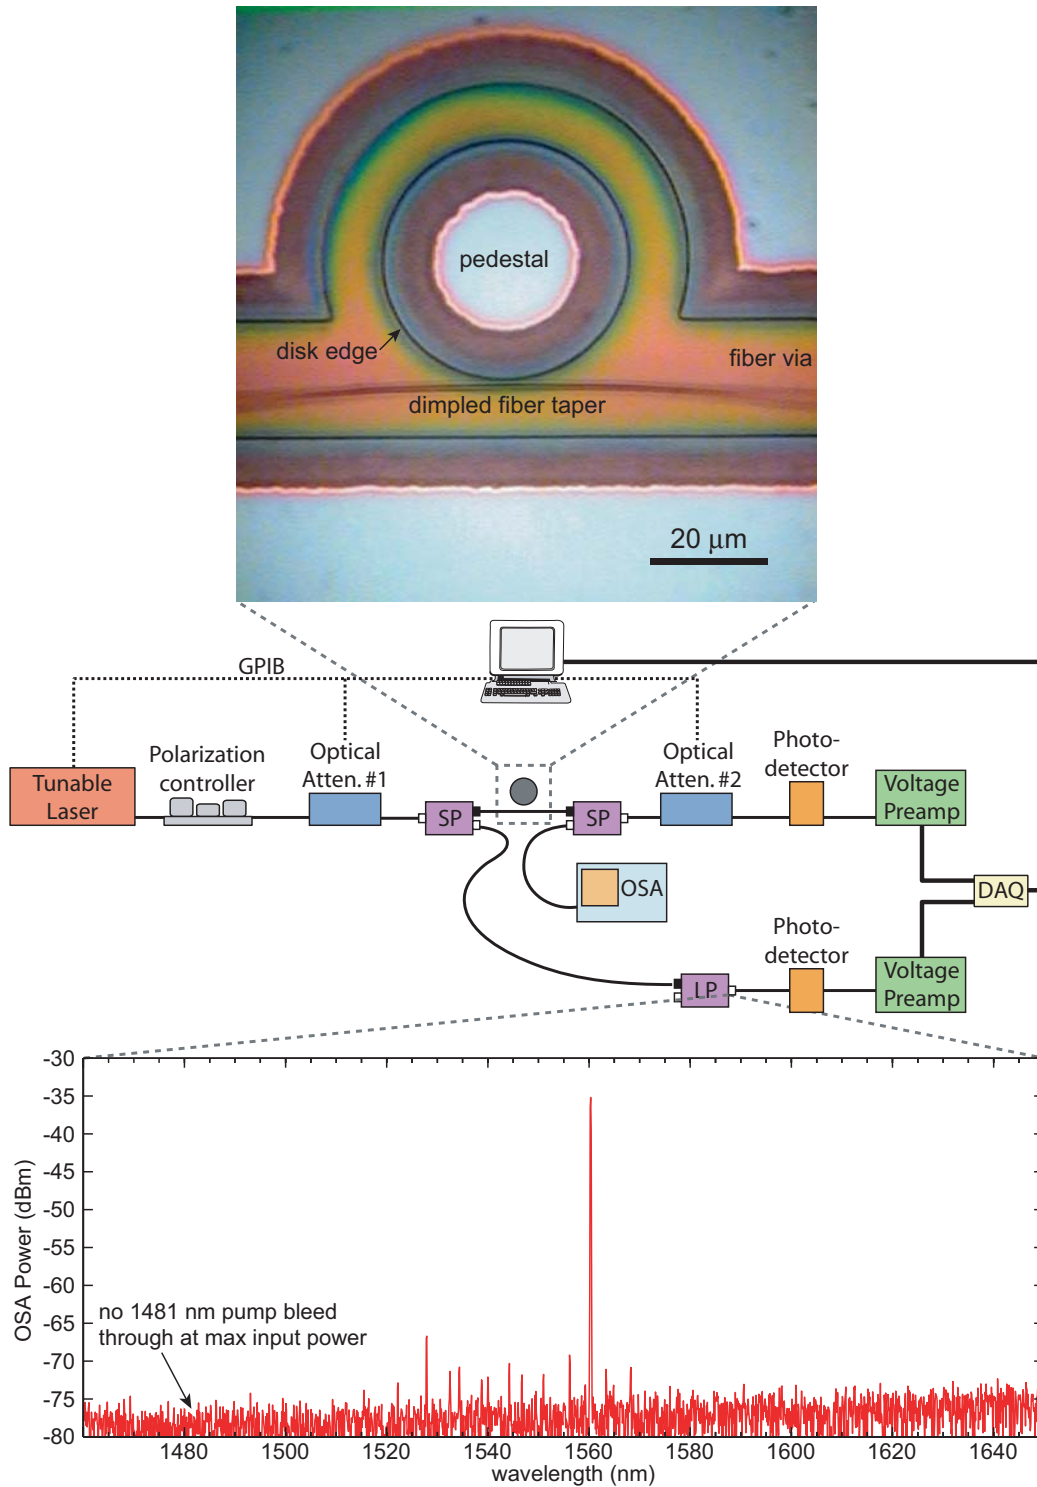 pedestal
disk edge
fiber via
dimpled fiber taper
20 μm
GPIB
Tunable
Laser
Polarization
controller
Optical
Atten. #1
SP
SP
Optical
Atten. #2
Photo-
detector
Voltage
Preamp
OSA
DAQ
LP
Photo-
detector
Voltage
Preamp
-30
-35
-40
-45
-50
-55
-60
-65
-70
-75
-80
OSA Power (dBm)
no 1481 nm pump bleed
through at max input power
1480 1500 1520 1540 1560 1580 1600 1620 1640
wavelength (nm)